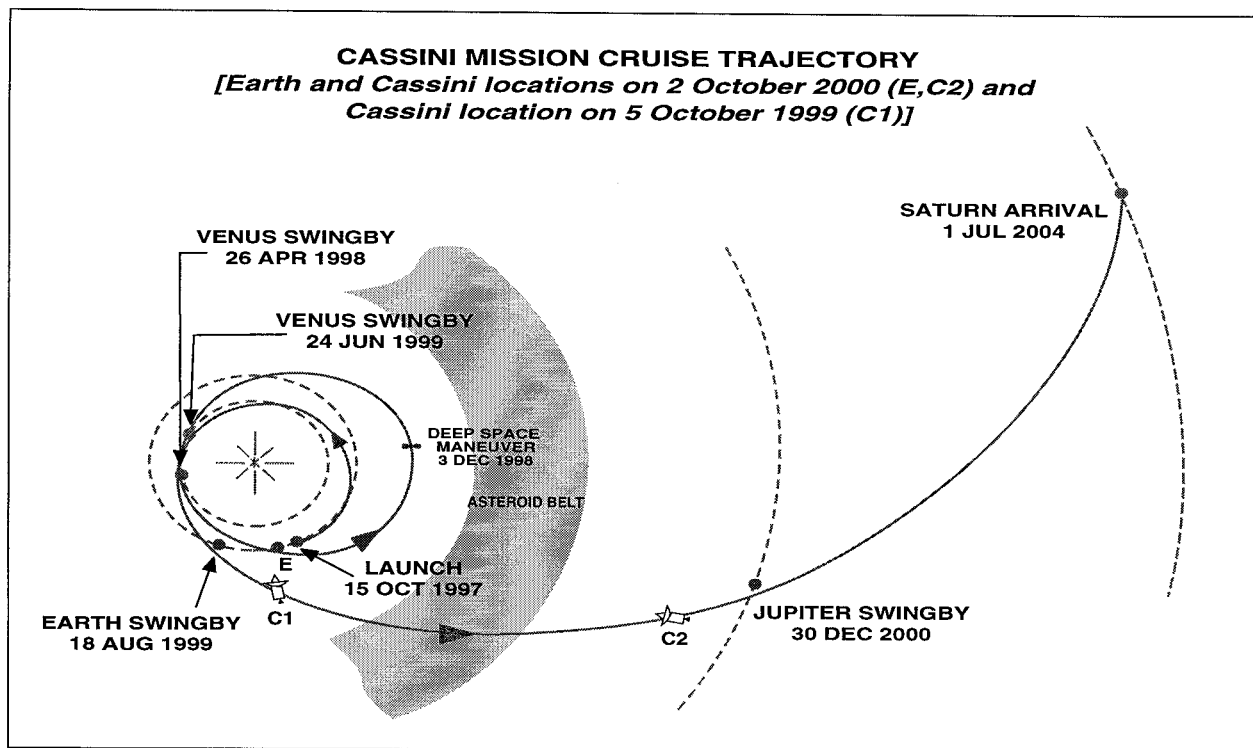 CASSINI MISSION CRUISE TRAJECTORY
[Earth and Cassini locations on 2 October 2000 (E,C2) and
Cassini location on 5 October 1999 (C1)]
SATURN ARRIVAL
1 JUL 2004
VENUS SWINGBY
26 APR 1998
VENUS SWINGBY
24 JUN 1999
DEEP SPACE
MANEUVER
3 DEC 1998
ASTEROID BELT
E
LAUNCH
15 OCT 1997
C1
EARTH SWINGBY
18 AUG 1999
C2
JUPITER SWINGBY
30 DEC 2000